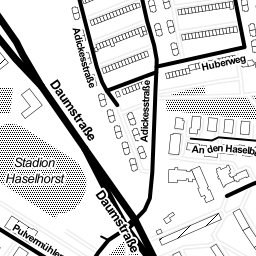 Adickesstraße
Huberweg
Daumstraße
Adickesstraße
An den Haselb
Stadion
Haselhorst
Daumstraße
Pulvermühlen